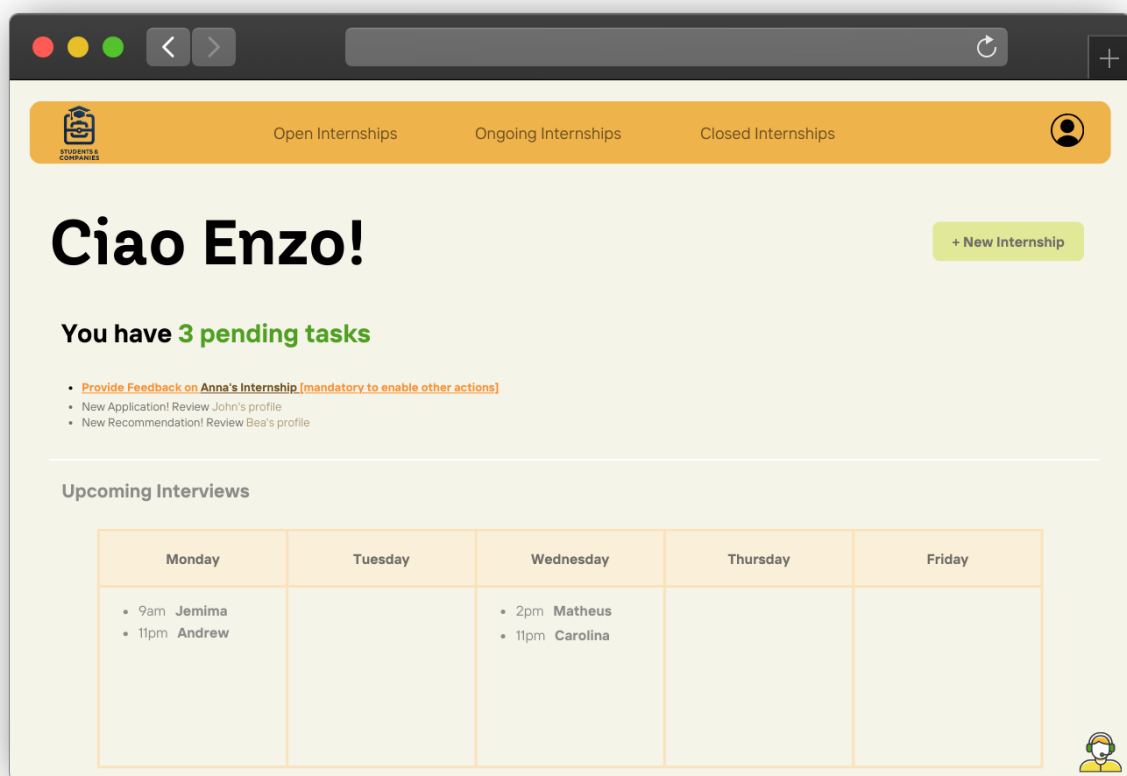 STUDENTS &
COMPANIES
Open Internships
Ongoing Internships
Closed Internships
Ciao Enzo!
+ New Internship
You have 3 pending tasks
• Provide Feedback on Anna's Internship [mandatory to enable other actions]
• New Application! Review John's profile
• New Recommendation! Review Bea's profile
Upcoming Interviews
Monday Tuesday Wednesday Thursday Friday
• 9am Jemima
• 11pm Andrew
• 2pm Matheus
• 11pm Carolina